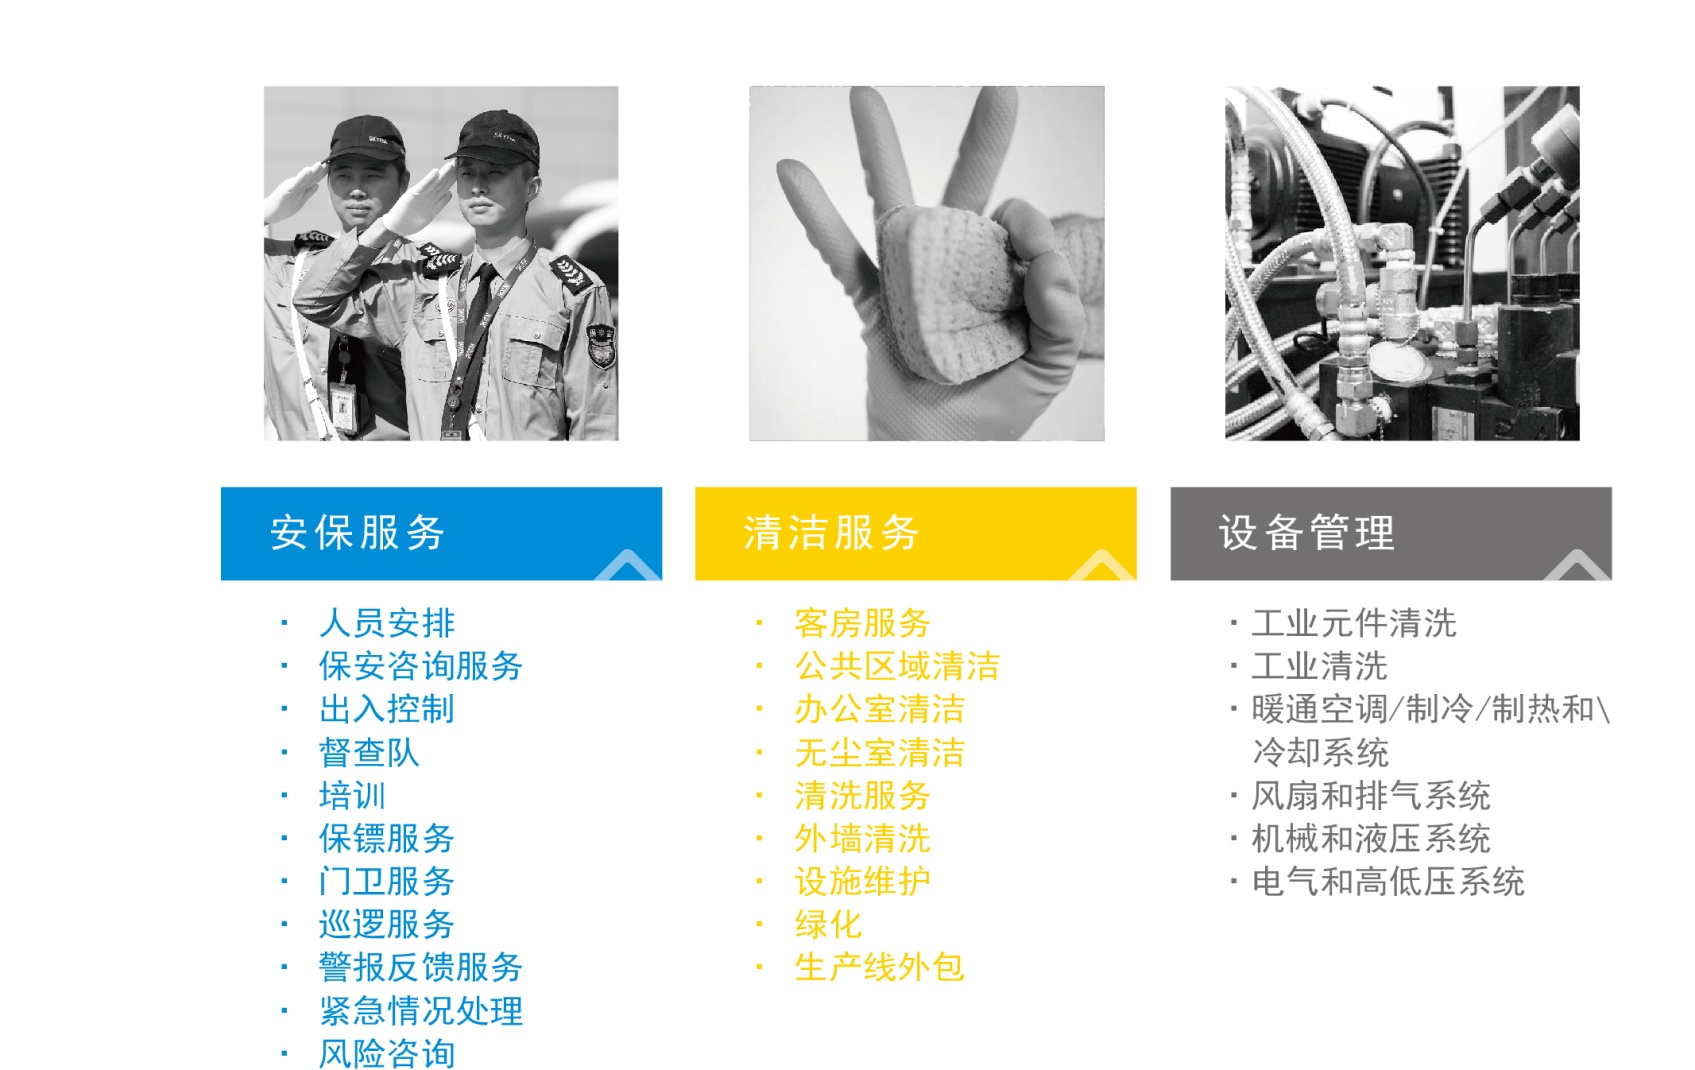 安保服务
人员安排
保安咨询服务
出入控制
督查队
培训
保镖服务
门卫服务
巡逻服务
警报反馈服务
紧急情况处理
风险咨询
清洁服务
客房服务
公共区域清洁
办公室清洁
无尘室清洁
清洗服务
外墙清洗
设施维护
绿化
生产线外包
设备管理
工业元件清洗
工业清洗
暖通空调/制冷/制热和\
冷却系统
风扇和排气系统
机械和液压系统
电气和高低压系统